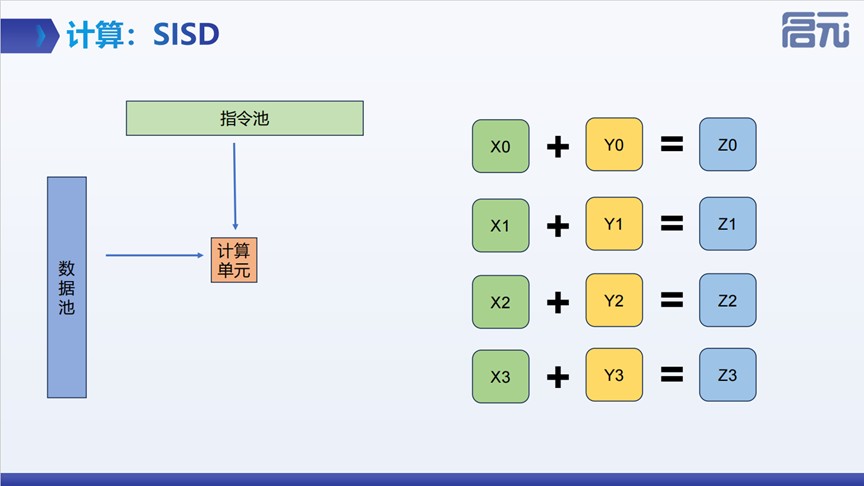 计算：SISD
启元
指令池
数据池
计算
单元
X0 + Y0 = Z0
X1 + Y1 = Z1
X2 + Y2 = Z2
X3 + Y3 = Z3